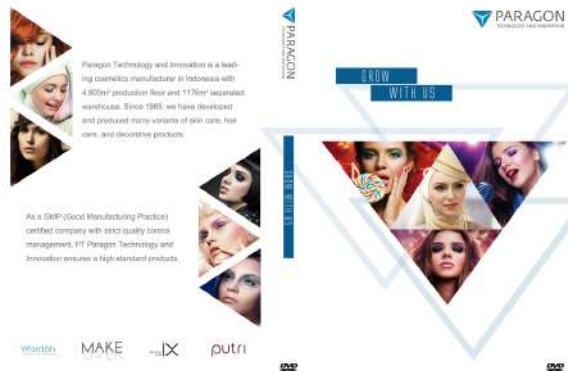 Paragon Technology and Innovation is a lead-
ing cosmetics manufacturer in Indonesia with
4.900m² production floor and 1176m² separated
warehouse. Since 1985, we have developed
and produced many variants of skin care, hair
care, and decorative products.
As a GMP (Good Manufacturing Practice)
certified company with strict quality control
management, PT Paragon Technology and
Innovation ensures a high standard products.
Wardah
MAKE
OVER
IX
putri
PARAGON
GROW WITH US
DVD
PARAGON
TECHNOLOGY AND INNOVATION
GROW
WITH US
DVD